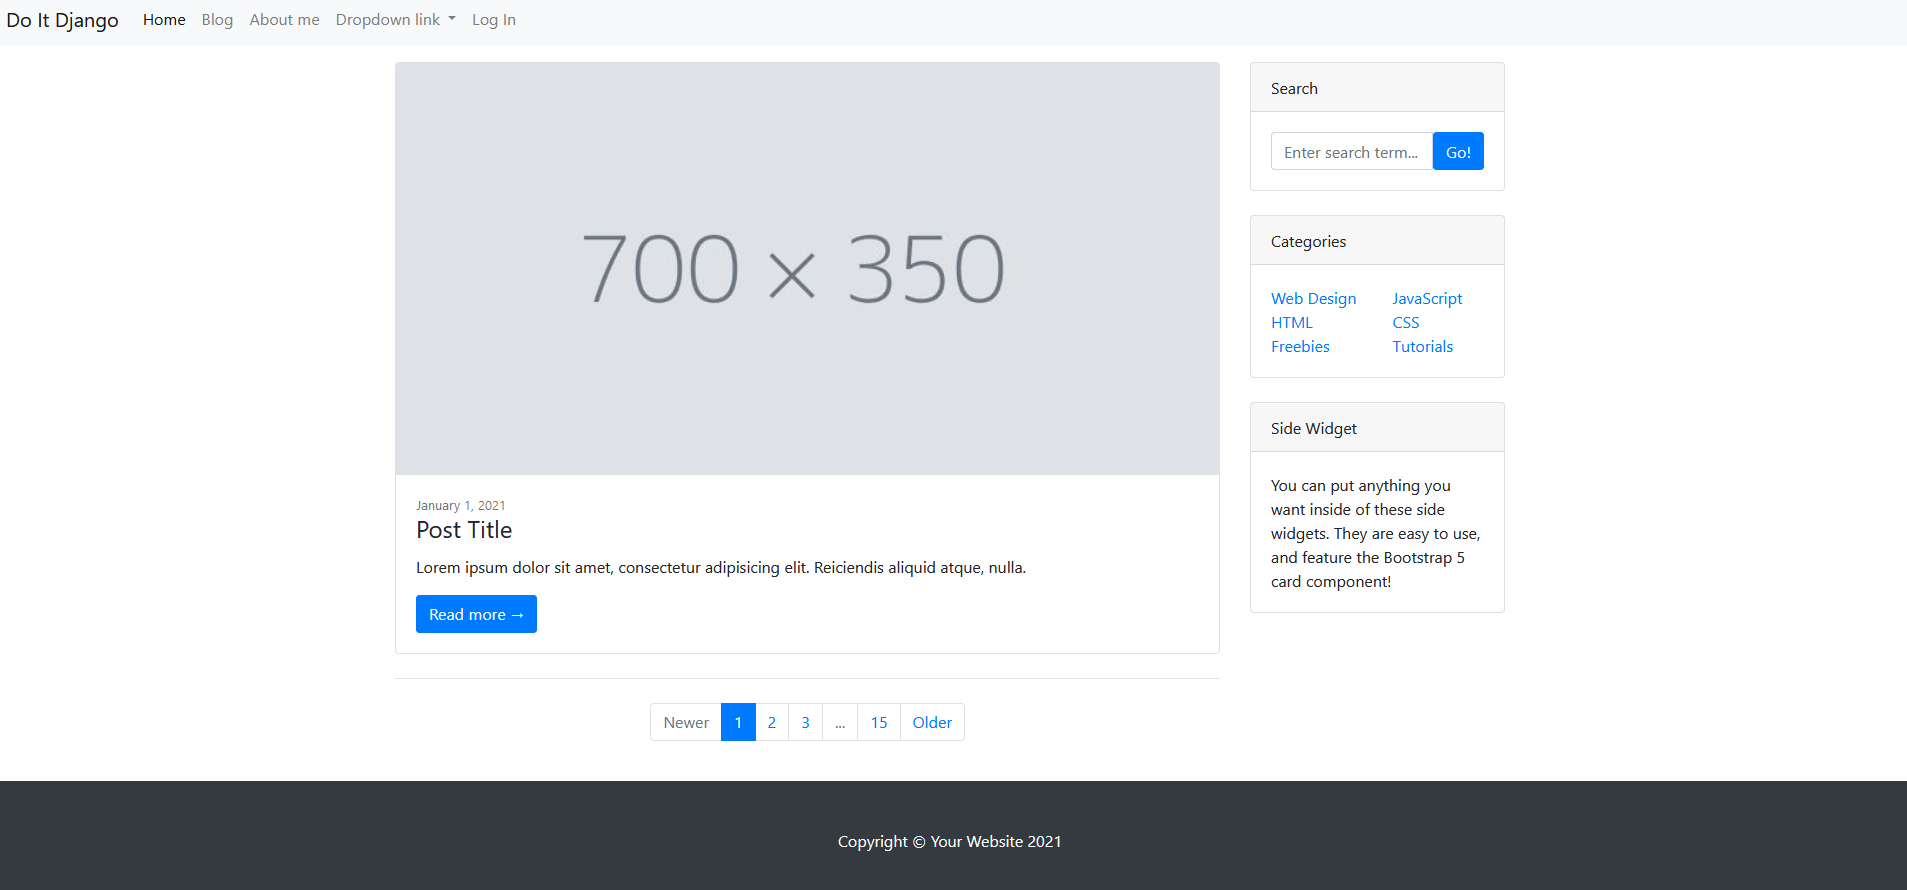 Do It Django Home Blog About me Dropdown link Log In
700 × 350
January 1, 2021
Post Title
Lorem ipsum dolor sit amet, consectetur adipisicing elit. Reiciendis aliquid atque, nulla.
Read more →
Newer 1 2 3 ... 15 Older
Search
Enter search term... Go!
Categories
Web Design JavaScript
HTML CSS
Freebies Tutorials
Side Widget
You can put anything you
want inside of these side
widgets. They are easy to use,
and feature the Bootstrap 5
card component!
Copyright © Your Website 2021